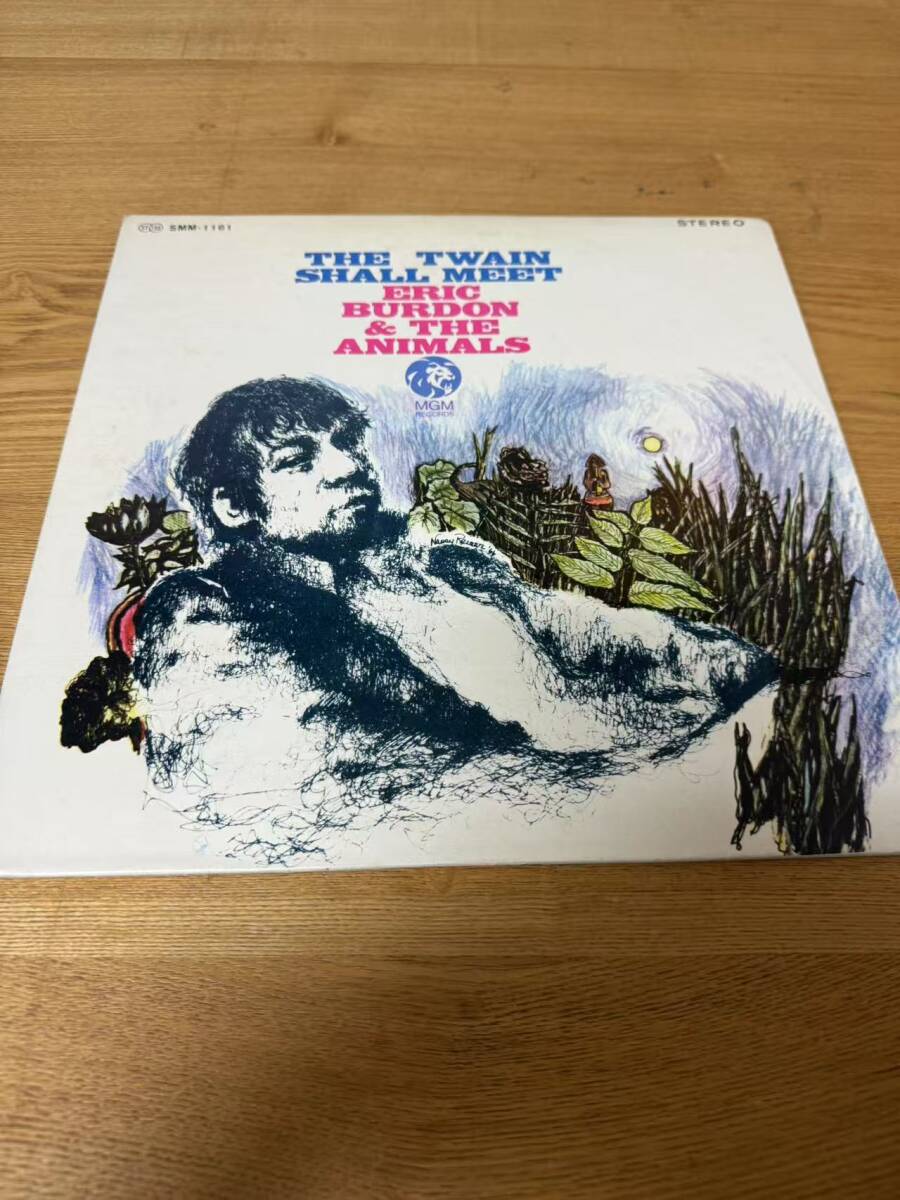 SMM-1161
STEREO
THE TWAIN
SHALL MEET
ERIC
BURDON
& THE
ANIMALS
MGM
RECORDS